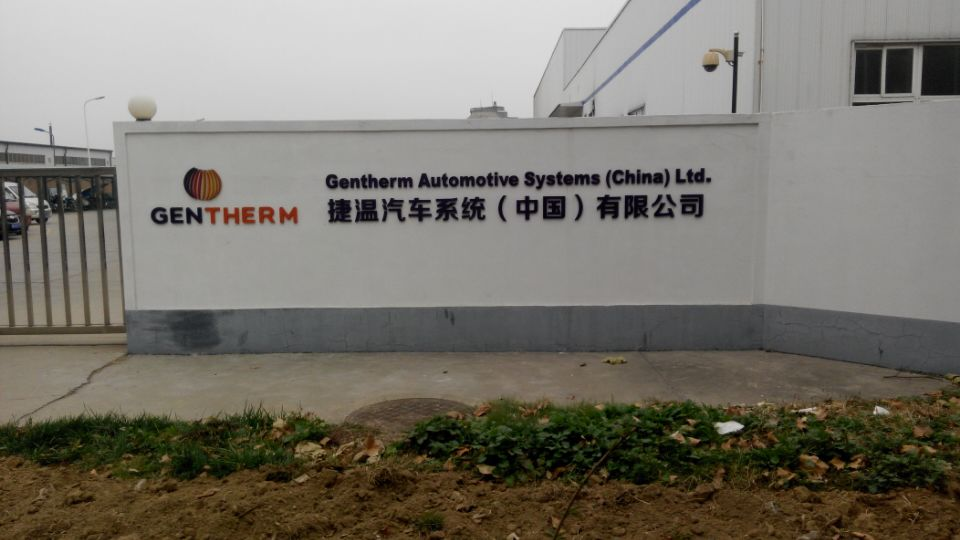 GENTHERM
Gentherm Automotive Systems (China) Ltd.
捷温汽车系统（中国）有限公司